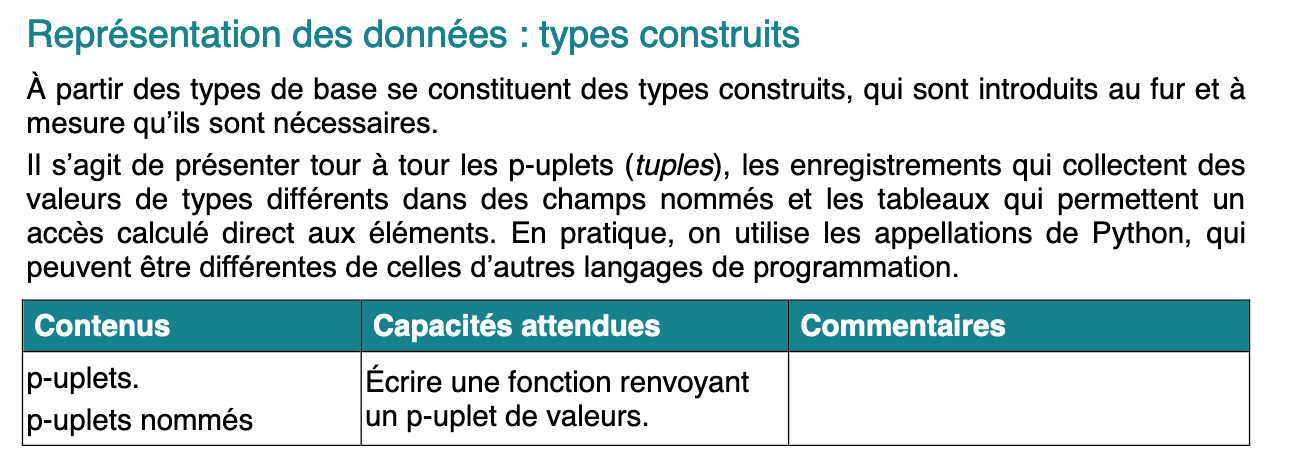 Représentation des données : types construits
À partir des types de base se constituent des types construits, qui sont introduits au fur et à
mesure qu’ils sont nécessaires.
Il s’agit de présenter tour à tour les p-uplets (tuples), les enregistrements qui collectent des
valeurs de types différents dans des champs nommés et les tableaux qui permettent un
accès calculé direct aux éléments. En pratique, on utilise les appellations de Python, qui
peuvent être différentes de celles d’autres langages de programmation.
Contenus Capacités attendues Commentaires
p-uplets.
p-uplets nommés
Écrire une fonction renvoyant
un p-uplet de valeurs.